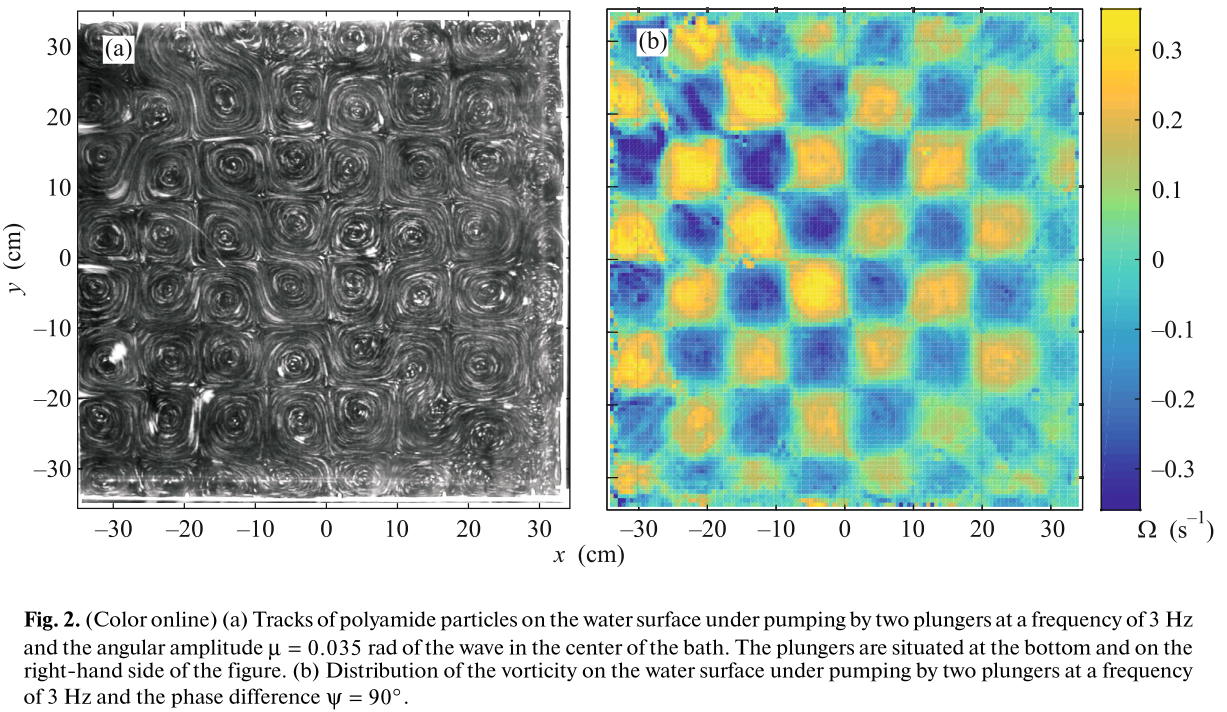 (a)
30
20
10
0
–10
–20
–30
y (cm)
–30 –20 –10 0 10 20 30
(b)
–30 –20 –10 0 10 20 30
x (cm)
0.3
0.2
0.1
0
–0.1
–0.2
–0.3
Ω (s⁻¹)
Fig. 2. (Color online) (a) Tracks of polyamide particles on the water surface under pumping by two plungers at a frequency of 3 Hz
and the angular amplitude μ = 0.035 rad of the wave in the center of the bath. The plungers are situated at the bottom and on the
right-hand side of the figure. (b) Distribution of the vorticity on the water surface under pumping by two plungers at a frequency
of 3 Hz and the phase difference ψ = 90°.